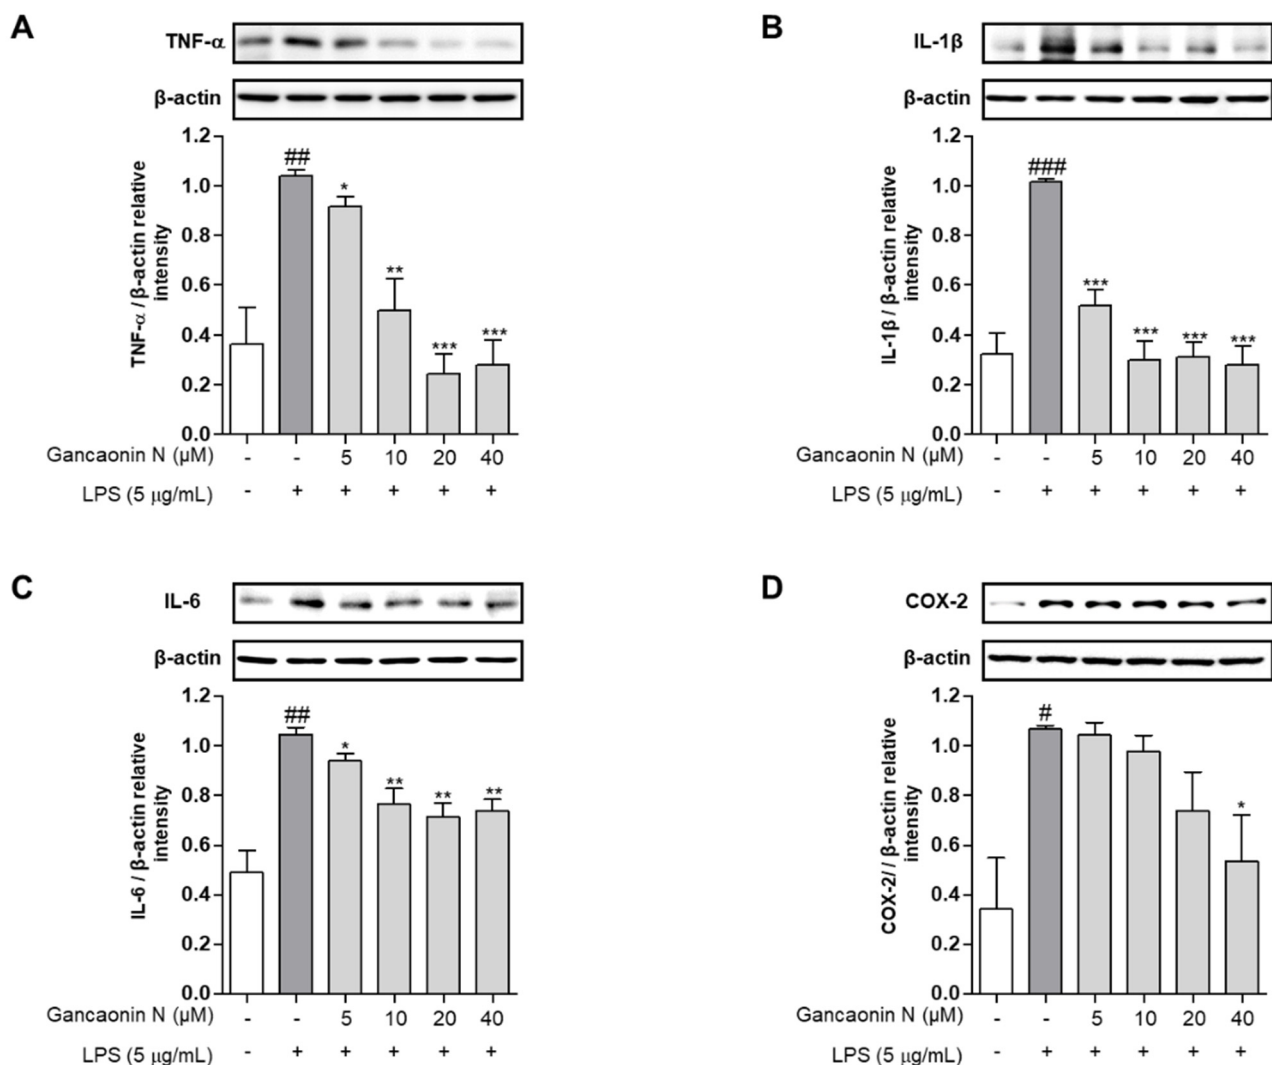 A
TNF-α
β-actin
TNF-α / β-actin relative
intensity
1.2
1.0
0.8
0.6
0.4
0.2
0.0
##
*
**
***
***
Gancaonin N (μM) - - 5 10 20 40
LPS (5 μg/mL) - + + + + +
B
IL-1β
β-actin
IL-1β / β-actin relative
intensity
1.2
1.0
0.8
0.6
0.4
0.2
0.0
###
***
***
***
***
Gancaonin N (μM) - - 5 10 20 40
LPS (5 μg/mL) - + + + + +
C
IL-6
β-actin
IL-6 / β-actin relative
intensity
1.2
1.0
0.8
0.6
0.4
0.2
0.0
##
*
**
**
**
Gancaonin N (μM) - - 5 10 20 40
LPS (5 μg/mL) - + + + + +
D
COX-2
β-actin
COX-2/ / β-actin relative
intensity
1.2
1.0
0.8
0.6
0.4
0.2
0.0
#
*
Gancaonin N (μM) - - 5 10 20 40
LPS (5 μg/mL) - + + + + +